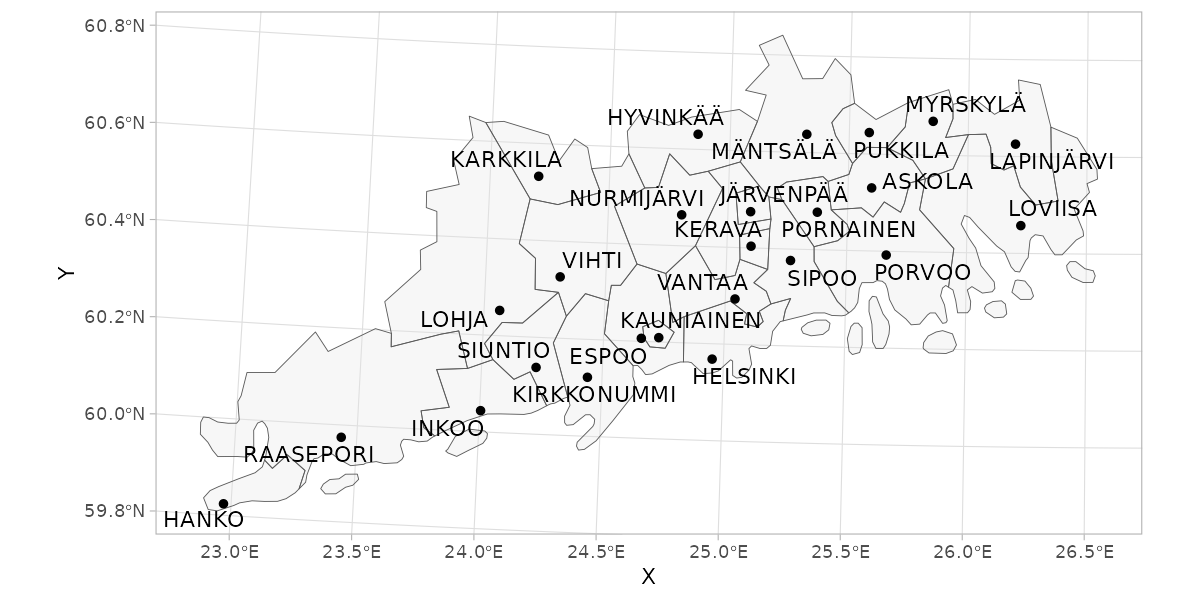 60.8°N
MYRSKYLÄ
HYVINKÄÄ
60.6°N
MÄNTSÄLÄ
PUKKILA
KARKKILA
LAPINJÄRVI
ASKOLA
NURMIJÄRVI
JÄRVENPÄÄ
LOVIISA
60.4°N
KERAVA
PORNAINEN
VIHTI
PORVOO
SIPOO
Y
VANTAA
60.2°N
LOHJA
KAUNIAINEN
SIUNTIO
ESPOO
HELSINKI
KIRKKONUMMI
60.0°N
INKOO
RAASEPORI
59.8°N
HANKO
23.0°E
23.5°E
24.0°E
24.5°E
25.0°E
25.5°E
26.0°E
26.5°E
X